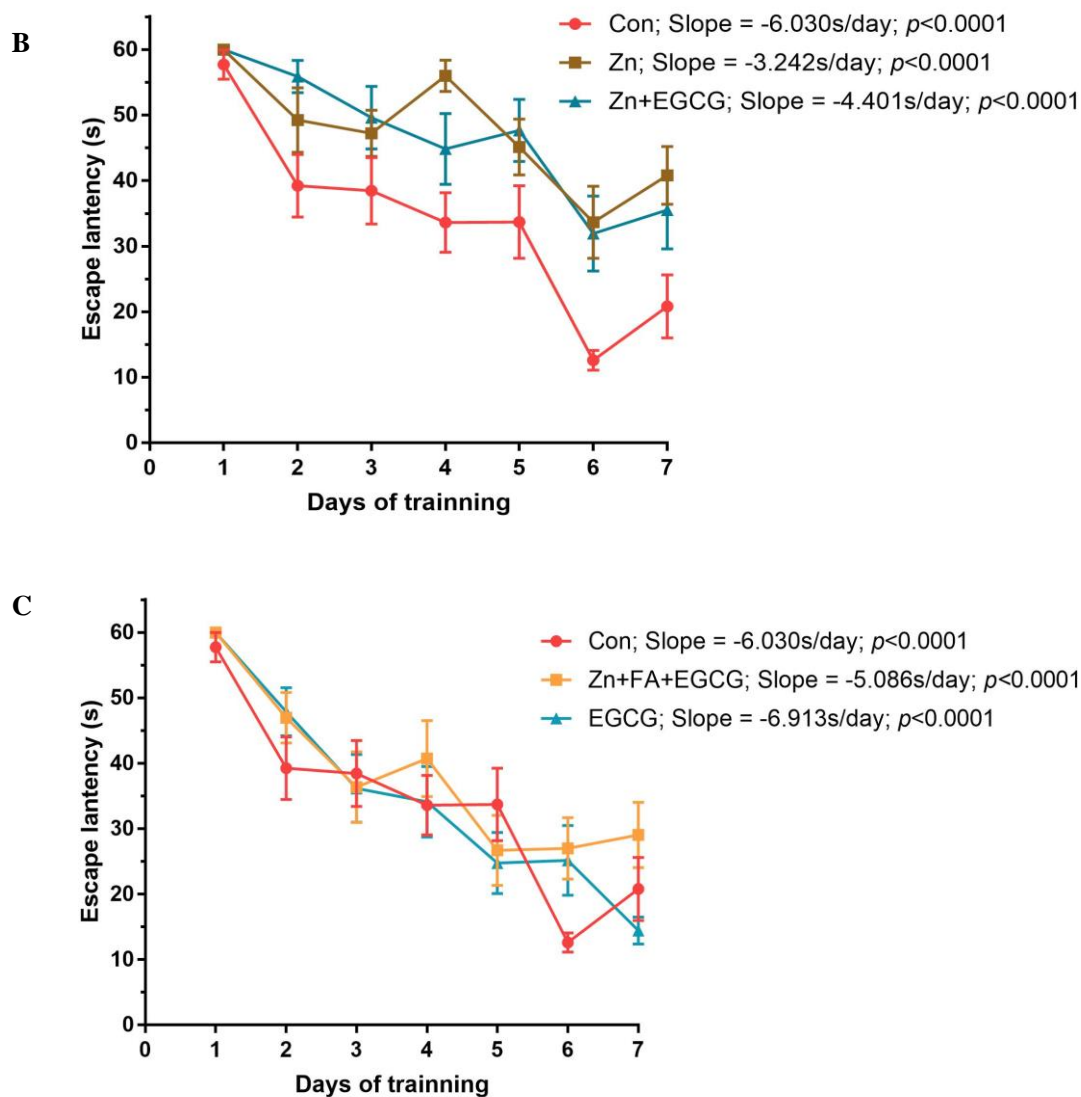 B
Con; Slope = -6.030s/day; p<0.0001
Zn; Slope = -3.242s/day; p<0.0001
Zn+EGCG; Slope = -4.401s/day; p<0.0001
Escape lantency (s)
60
50
40
30
20
10
0
0 1 2 3 4 5 6 7
Days of trainning
C
Con; Slope = -6.030s/day; p<0.0001
Zn+FA+EGCG; Slope = -5.086s/day; p<0.0001
EGCG; Slope = -6.913s/day; p<0.0001
Escape lantency (s)
60
50
40
30
20
10
0
0 1 2 3 4 5 6 7
Days of trainning